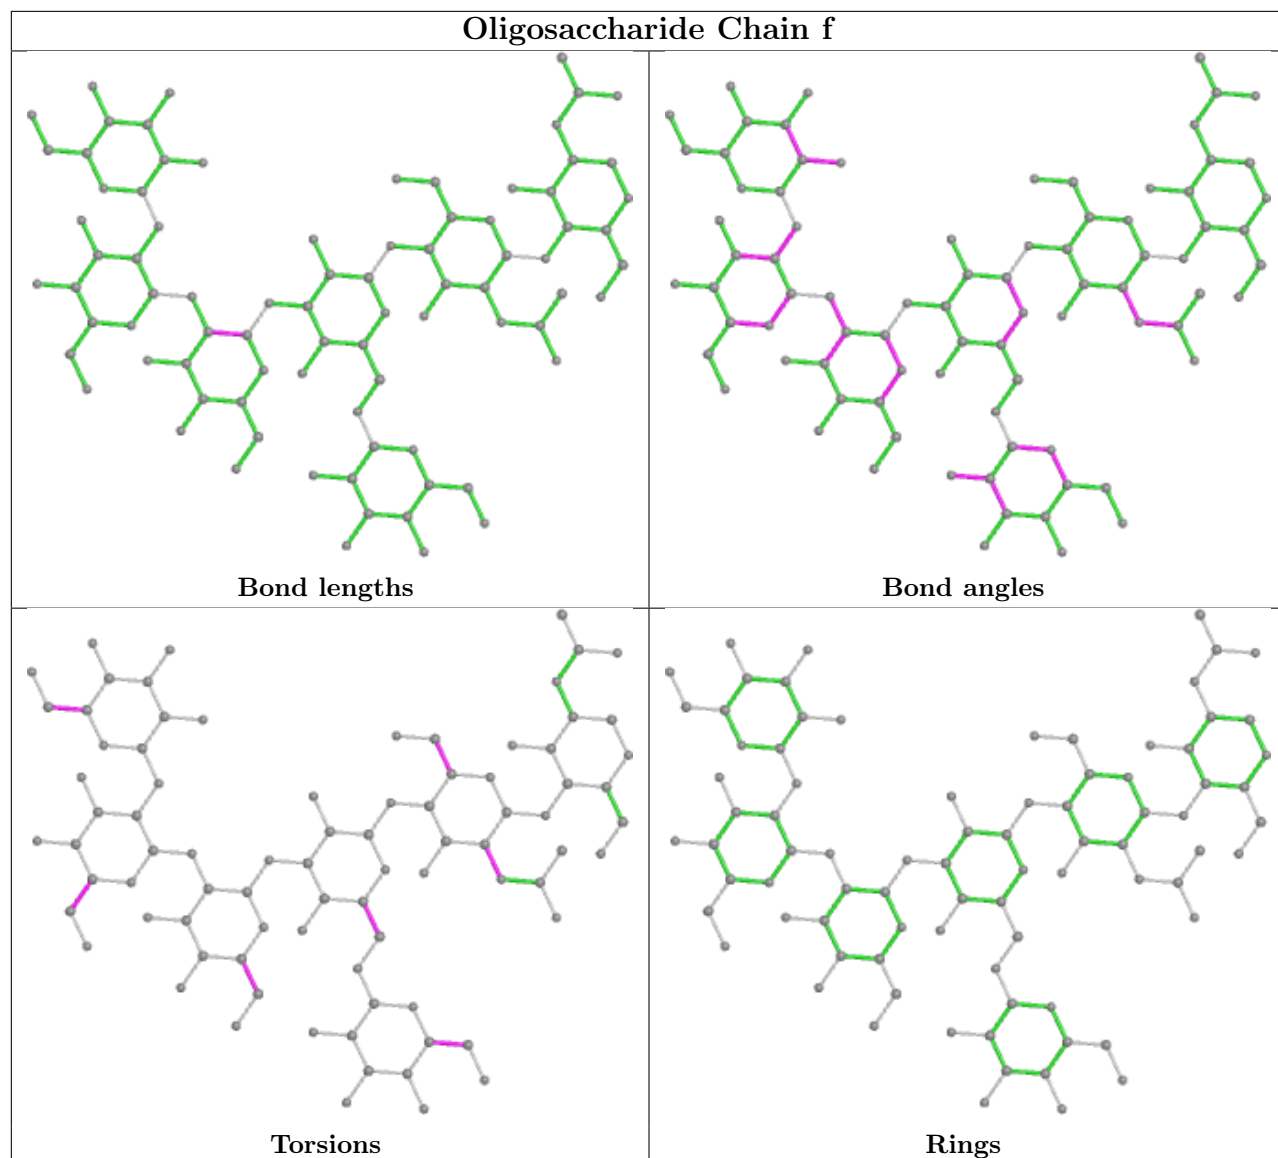 Oligosaccharide Chain f
Bond lengths
Bond angles
Torsions
Rings